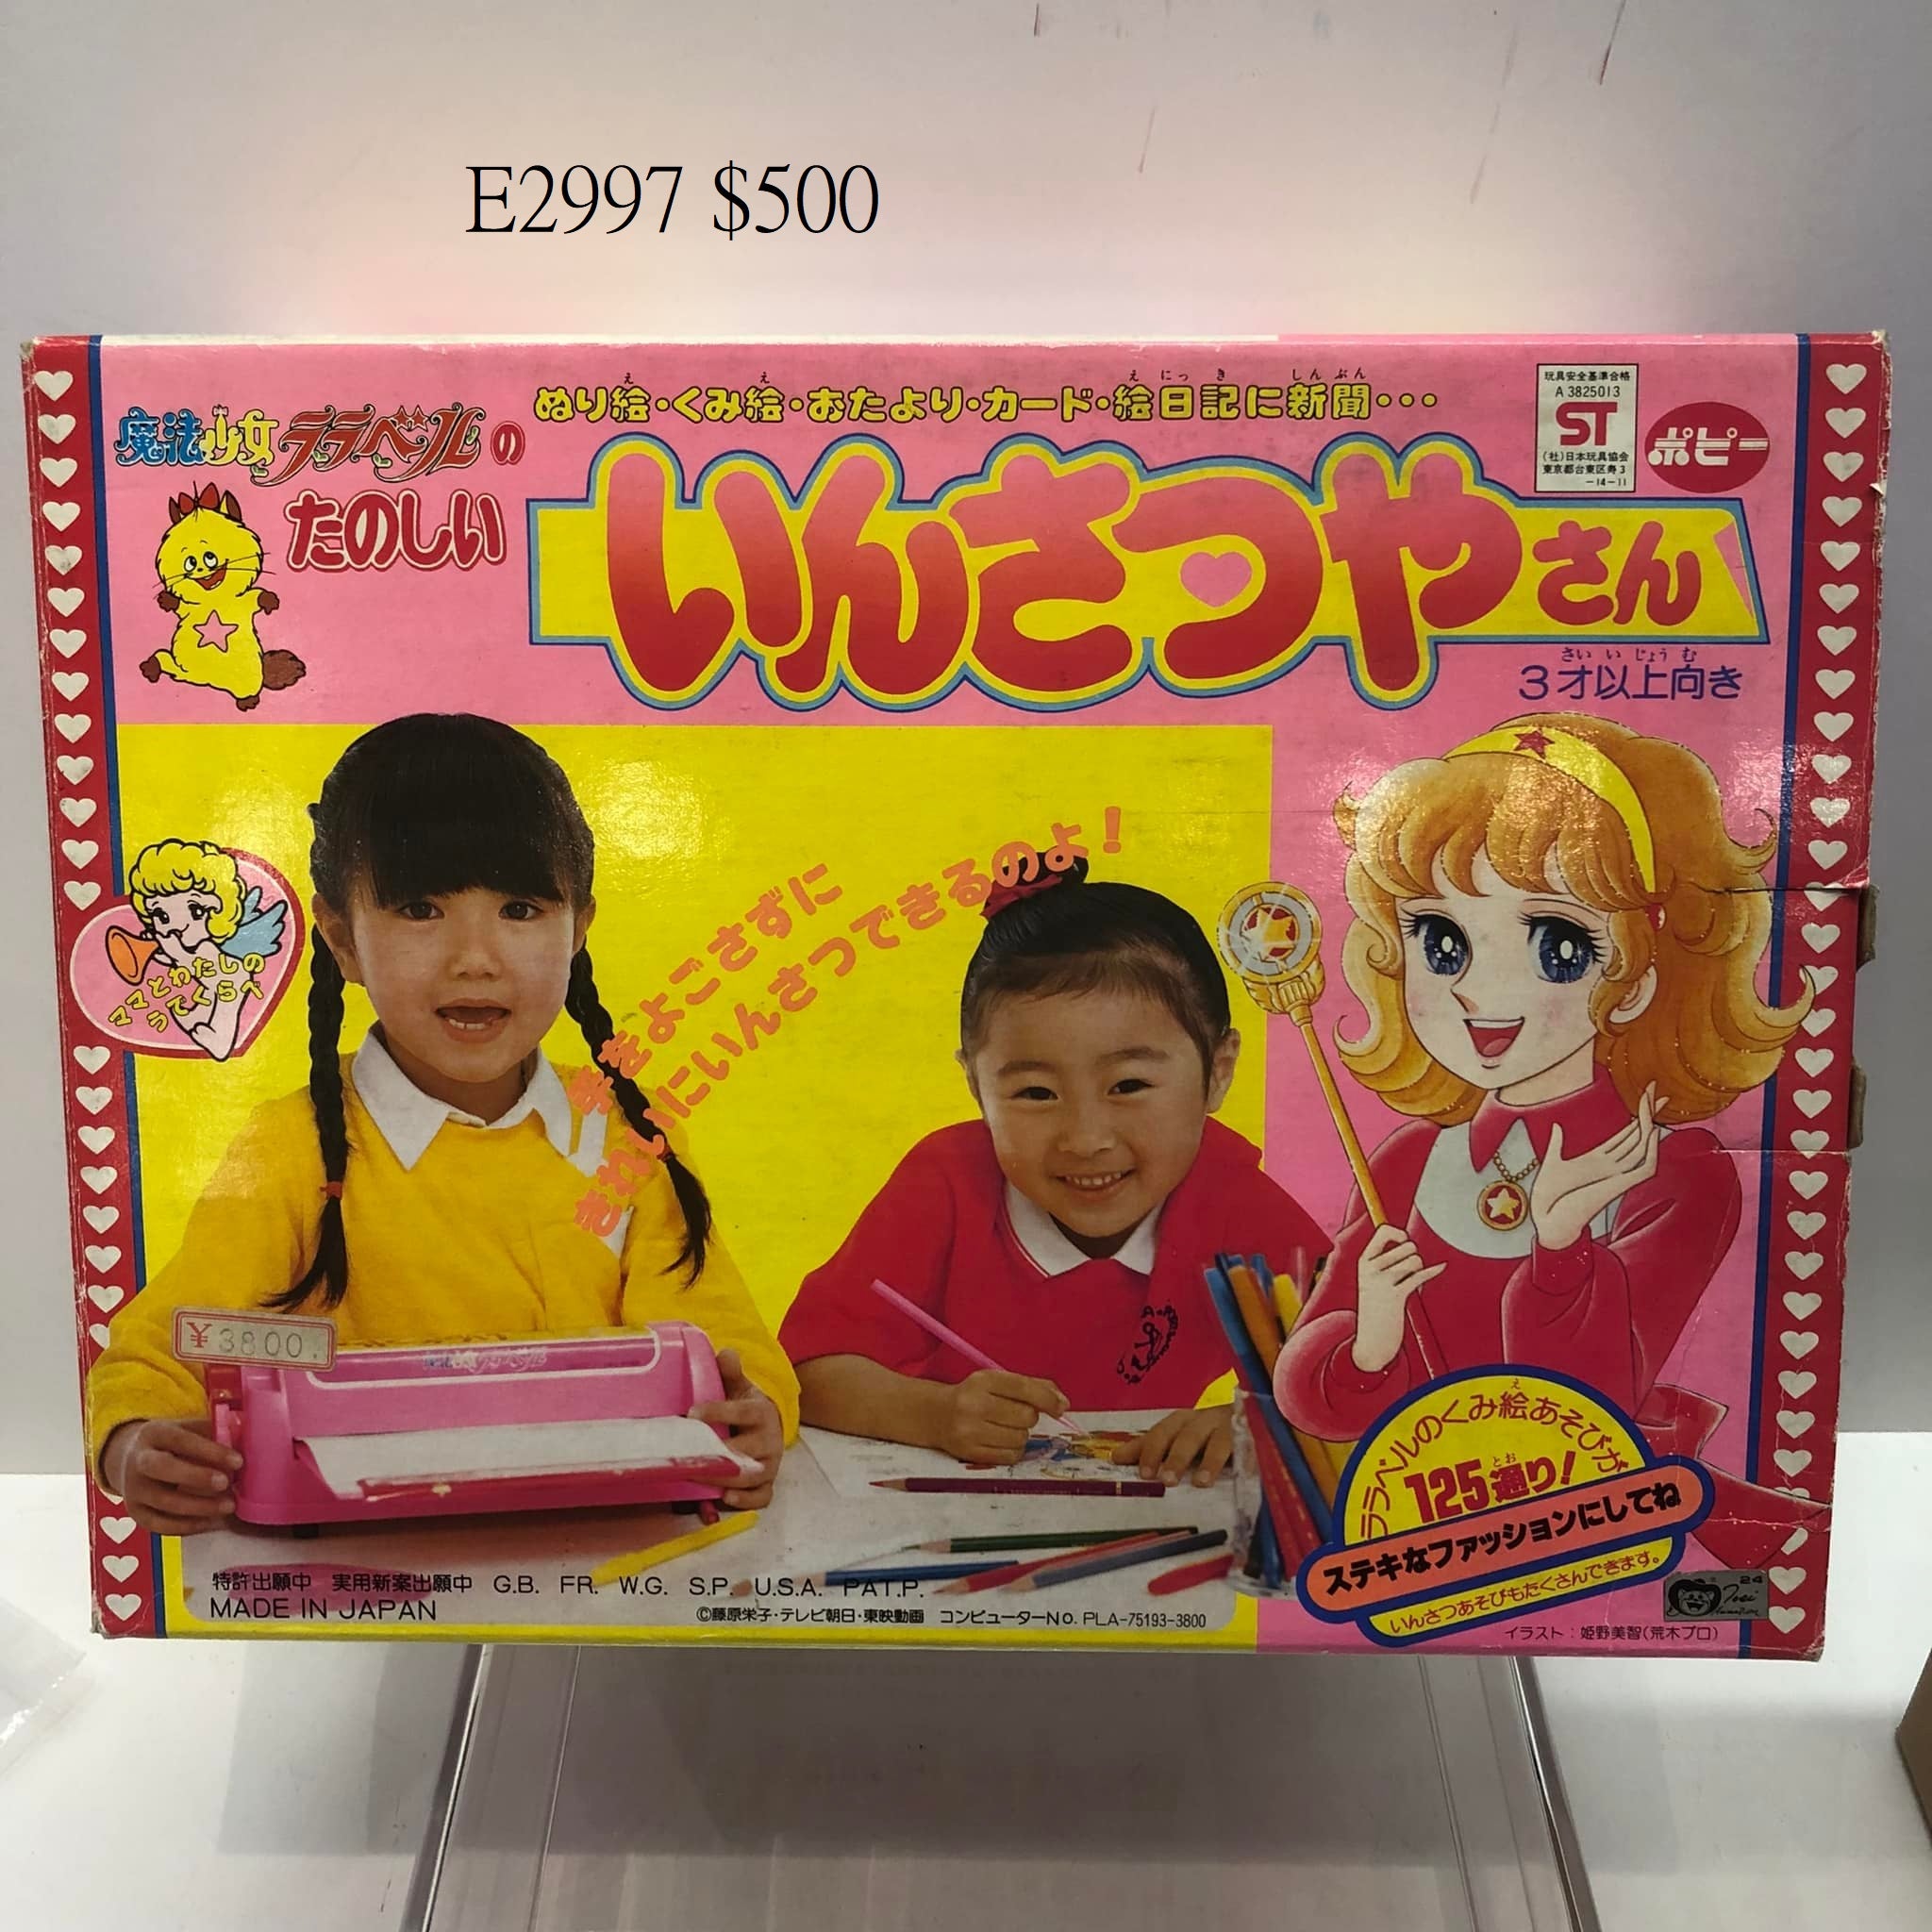 E2997 $500
ぬり絵・くみ絵・おたより・カード・絵日記に新聞・・・
魔法少女ララベルの
たのしい
いんさつやさん
3才以上向き
玩具安全基準合格
A 3825013
ST
(社)日本玩具協会
東京都台東区寿3
-14-11
ポピー
ママとわたしの
うでくらべ
手をよごさずに
きれいにいんさつできるのよ!
¥3800.
魔法少女ララベル
ララベルのくみ絵あそびが
125通り!
ステキなファッションにしてね
いんさつあそびもたくさんできます。
特許出願中 実用新案出願中 G.B. FR. W.G. S.P. U.S.A. PAT.P.
MADE IN JAPAN
©藤原栄子・テレビ朝日・東映動画 コンピューターNo. PLA-75193-3800
24
イラスト:姫野美智(荒木プロ)